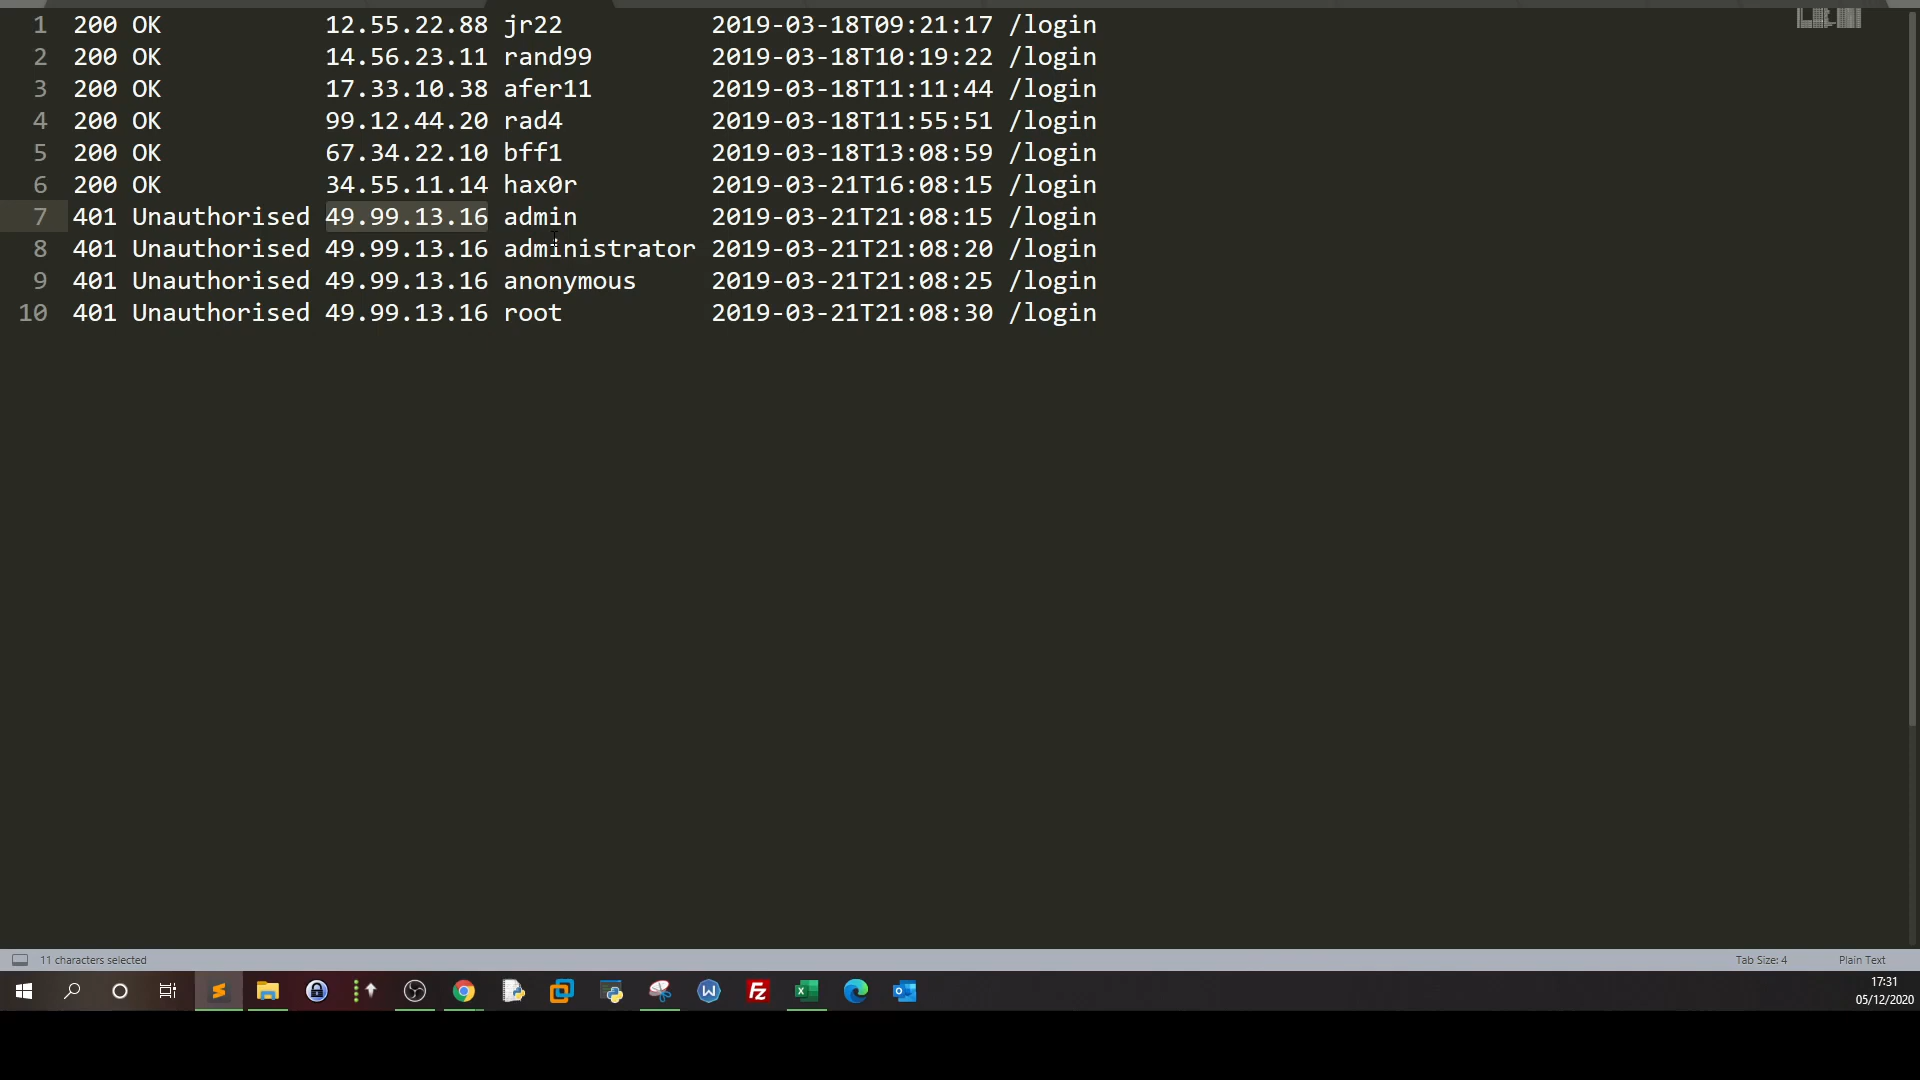 1 200 OK 12.55.22.88 jr22 2019-03-18T09:21:17 /login
2 200 OK 14.56.23.11 rand99 2019-03-18T10:19:22 /login
3 200 OK 17.33.10.38 afer11 2019-03-18T11:11:44 /login
4 200 OK 99.12.44.20 rad4 2019-03-18T11:55:51 /login
5 200 OK 67.34.22.10 bff1 2019-03-18T13:08:59 /login
6 200 OK 34.55.11.14 hax0r 2019-03-21T16:08:15 /login
7 401 Unauthorised 49.99.13.16 admin 2019-03-21T21:08:15 /login
8 401 Unauthorised 49.99.13.16 administrator 2019-03-21T21:08:20 /login
9 401 Unauthorised 49.99.13.16 anonymous 2019-03-21T21:08:25 /login
10 401 Unauthorised 49.99.13.16 root 2019-03-21T21:08:30 /login
11 characters selected Tab Size: 4 Plain Text
17:31
05/12/2020